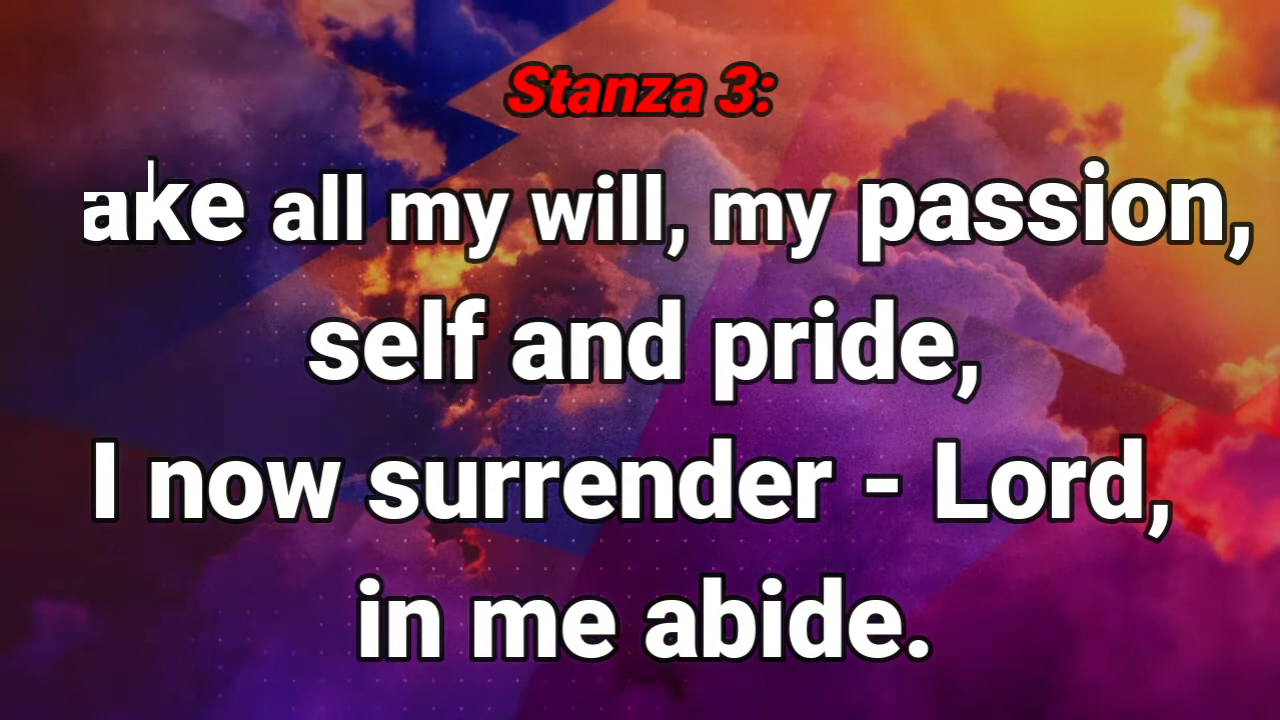 Stanza 3:
ake all my will, my passion,
self and pride,
I now surrender - Lord,
in me abide.